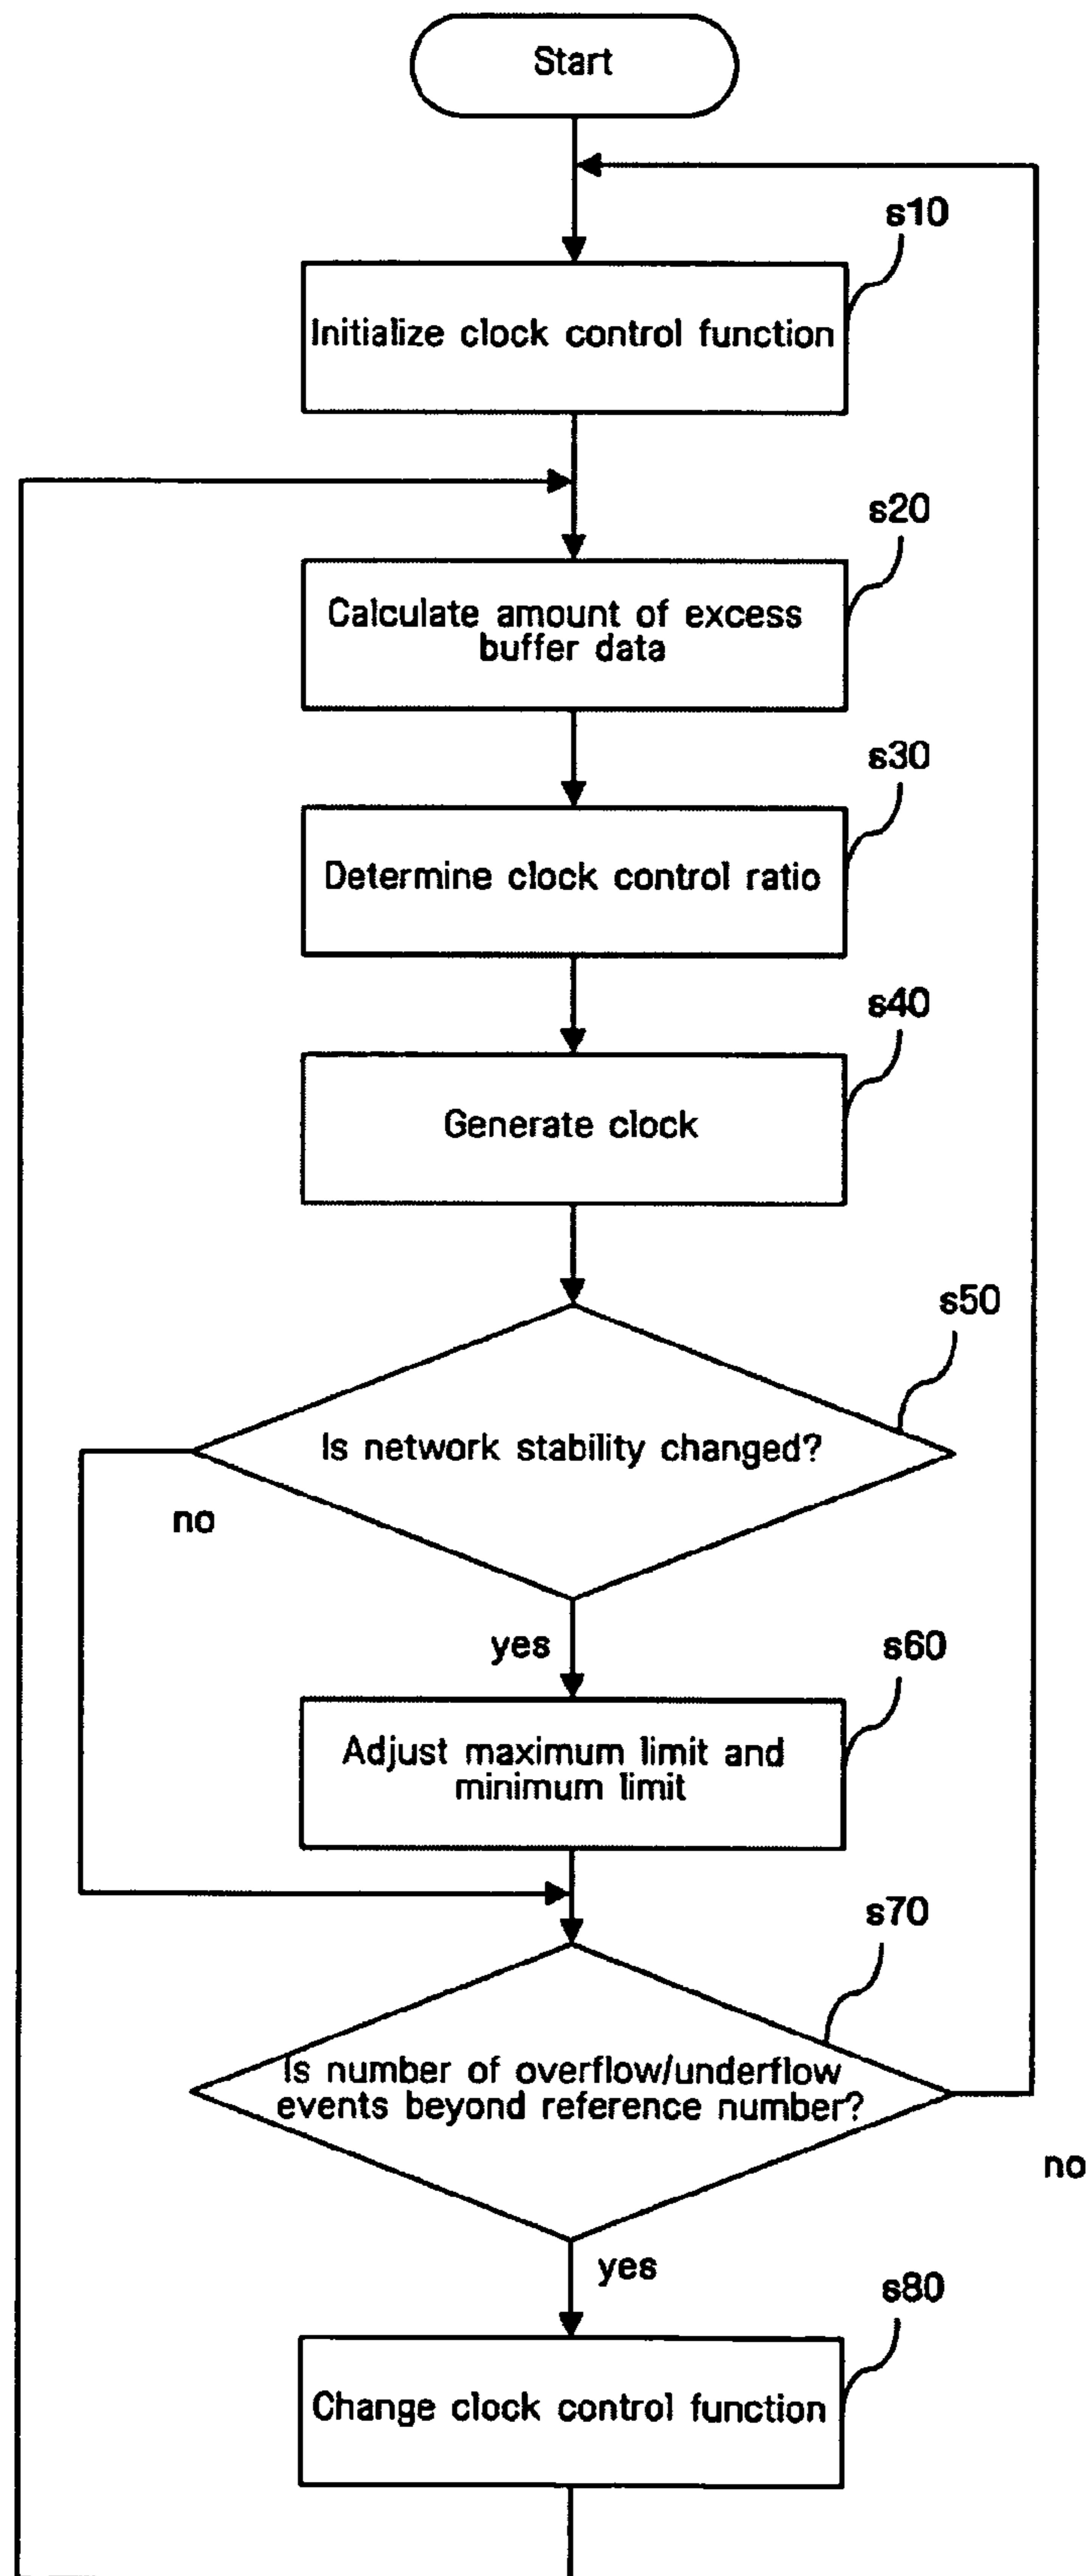 Start
s10
Initialize clock control function
s20
Calculate amount of excess
buffer data
s30
Determine clock control ratio
s40
Generate clock
s50
Is network stability changed?
no
yes
s60
Adjust maximum limit and
minimum limit
s70
Is number of overflow/underflow
events beyond reference number?
no
yes
s80
Change clock control function